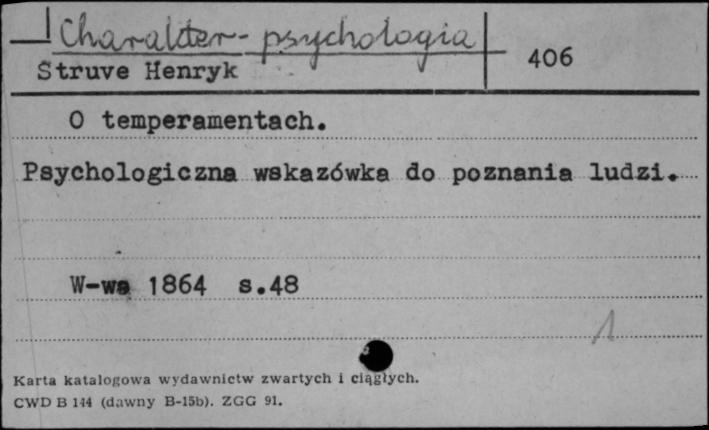 Charakter - psychologia
Struve Henryk
406
O temperamentach.
Psychologiczna wskazówka do poznania ludzi.
W-wa 1864 s.48
1
Karta katalogowa wydawnictw zwartych i ciągłych.
CWD B 144 (dawny B-15b). ZGG 91.